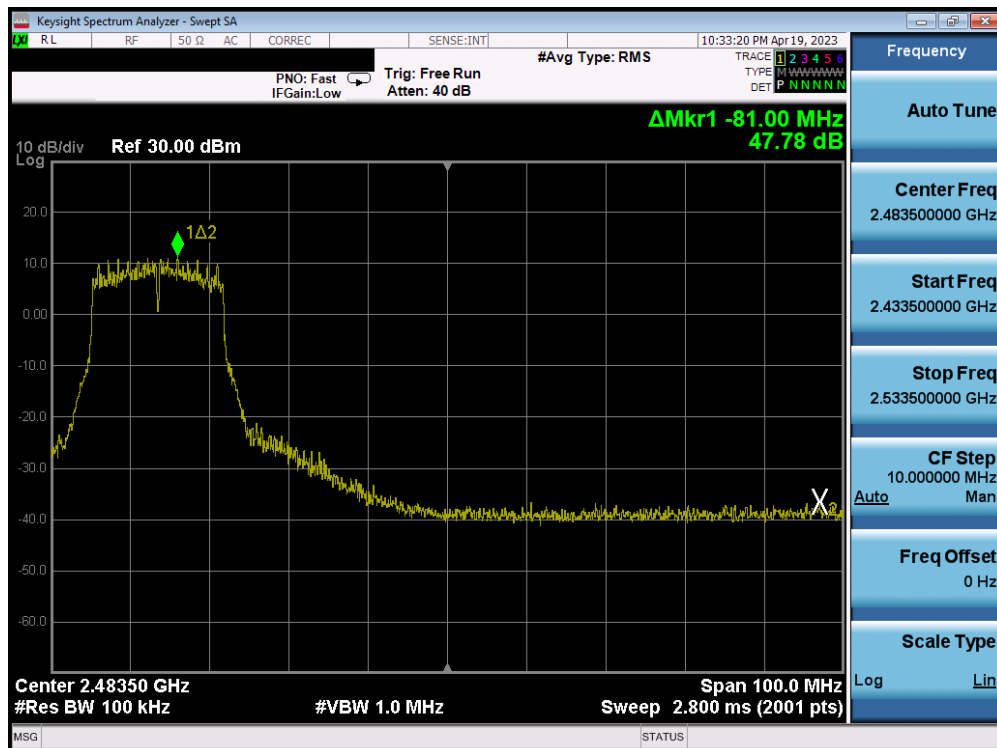 Keysight Spectrum Analyzer - Swept SA
LXI RL RF 50 Ω AC CORREC SENSE:INT 10:33:20 PM Apr 19, 2023
#Avg Type: RMS
TRACE 1 2 3 4 5 6
PNO: Fast Trig: Free Run
TYPE M W W W W W
IFGain:Low Atten: 40 dB
DET P N N N N N
ΔMkr1 -81.00 MHz
47.78 dB
10 dB/div Ref 30.00 dBm
Log
20.0
1Δ2
10.0
0.00
-10.0
-20.0
-30.0
-40.0
X2
-50.0
-60.0
Center 2.48350 GHz Span 100.0 MHz
#Res BW 100 kHz #VBW 1.0 MHz Sweep 2.800 ms (2001 pts)
MSG STATUS
Frequency
Auto Tune
Center Freq
2.483500000 GHz
Start Freq
2.433500000 GHz
Stop Freq
2.533500000 GHz
CF Step
10.000000 MHz
Auto Man
Freq Offset
0 Hz
Scale Type
Log Lin